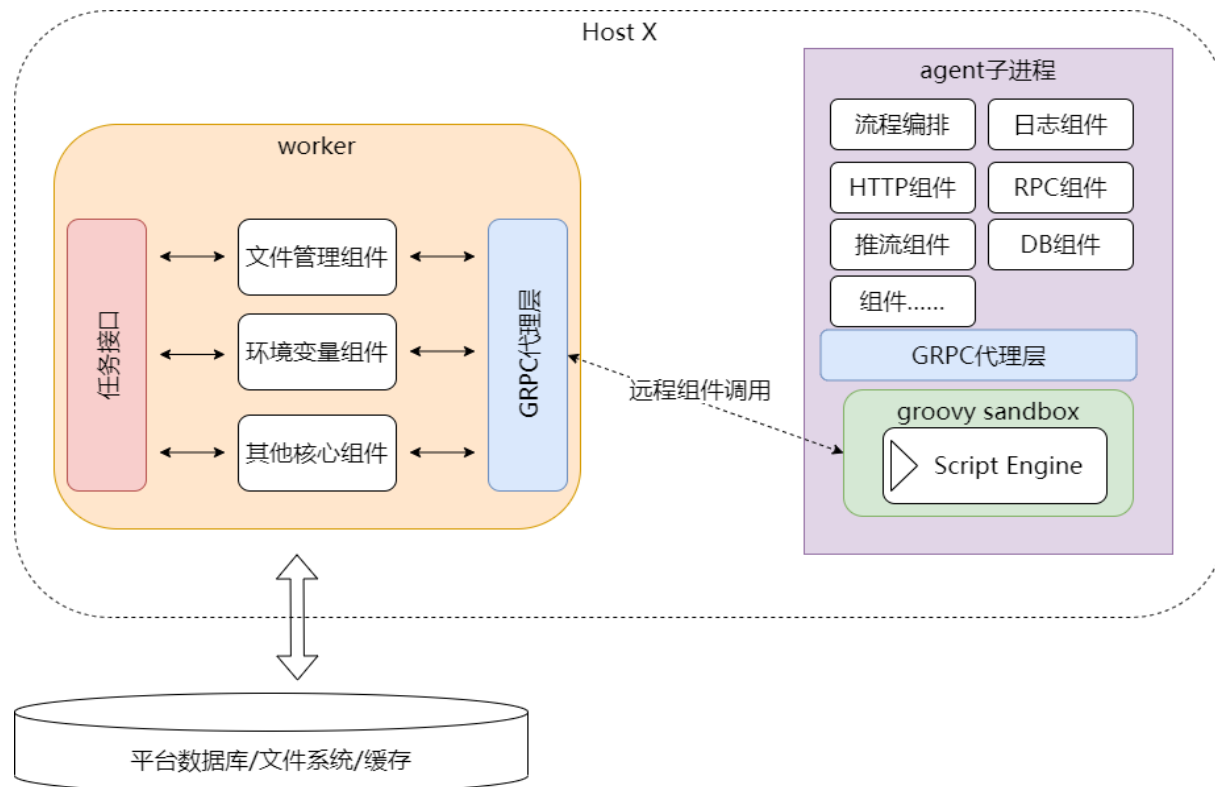 Host X
worker
任务接口
文件管理组件
环境变量组件
其他核心组件
GRPC代理层
远程组件调用
agent子进程
流程编排
日志组件
HTTP组件
RPC组件
推流组件
DB组件
组件......
GRPC代理层
groovy sandbox
Script Engine
平台数据库/文件系统/缓存